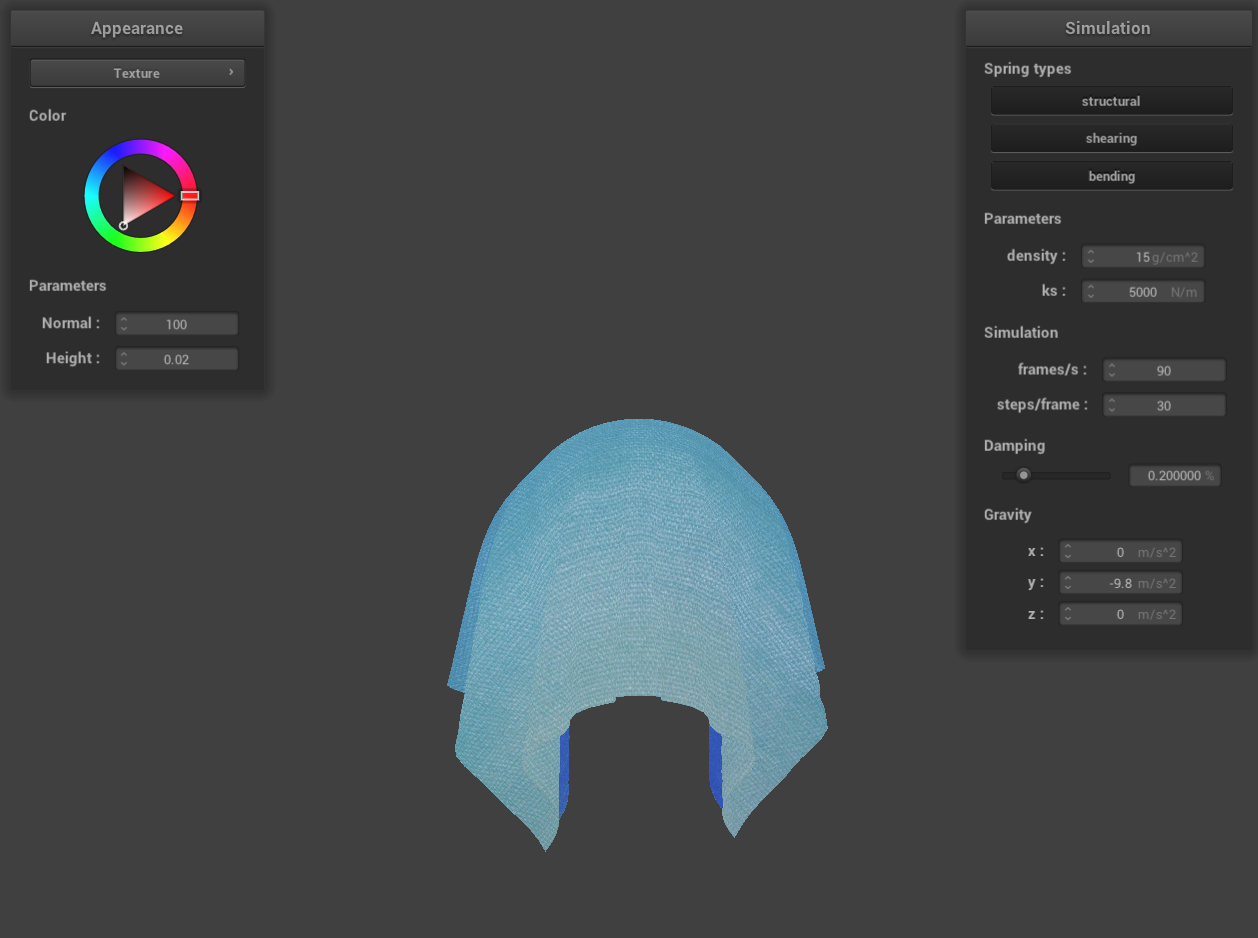 Appearance
Texture
Color
Parameters
Normal : 100
Height : 0.02
Simulation
Spring types
structural
shearing
bending
Parameters
density : 15 g/cm^2
ks : 5000 N/m
Simulation
frames/s : 90
steps/frame : 30
Damping
0.200000 %
Gravity
x : 0 m/s^2
y : -9.8 m/s^2
z : 0 m/s^2